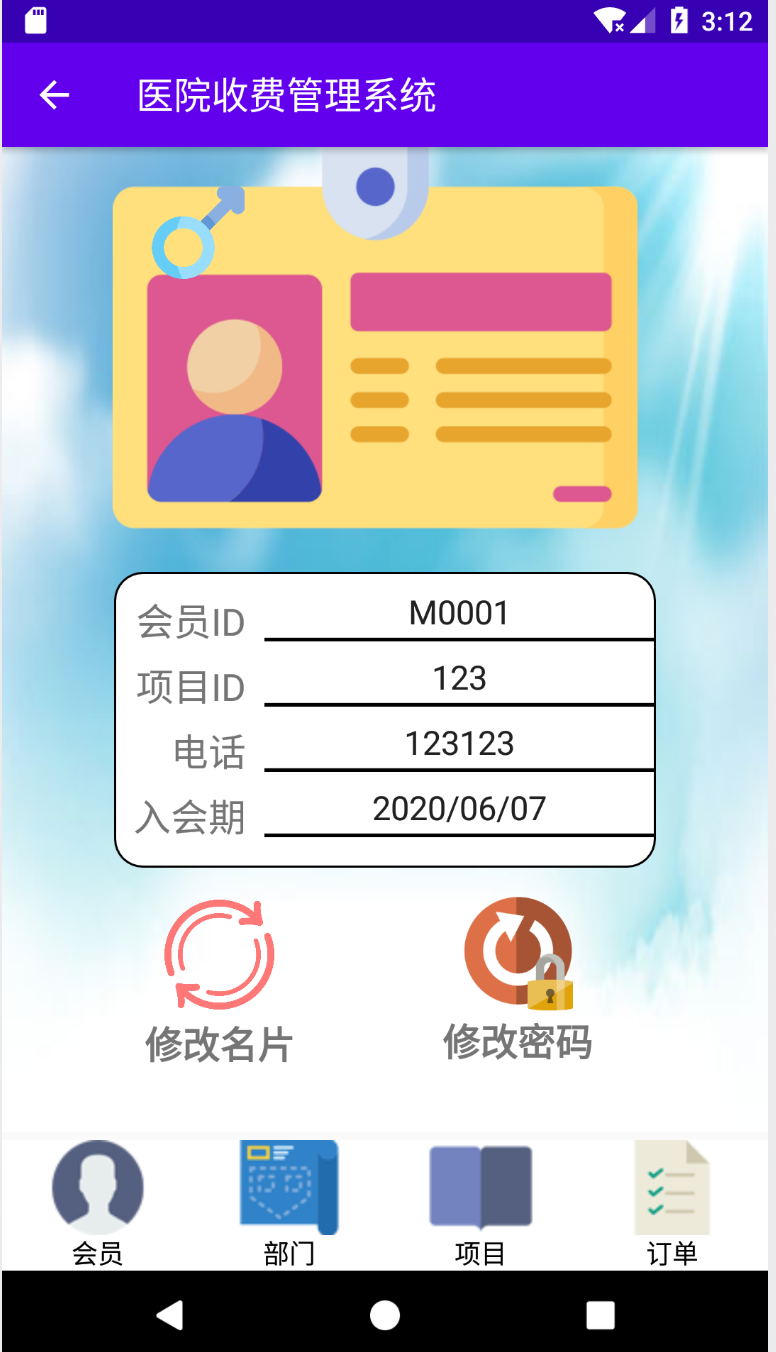 3:12
医院收费管理系统
会员ID M0001
项目ID 123
电话 123123
入会期 2020/06/07
修改名片 修改密码
会员 部门 项目 订单